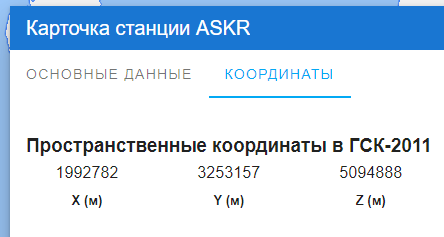 Карточка станции ASKR
ОСНОВНЫЕ ДАННЫЕ КООРДИНАТЫ
Пространственные координаты в ГСК-2011
1992782 3253157 5094888
X (м) Y (м) Z (м)